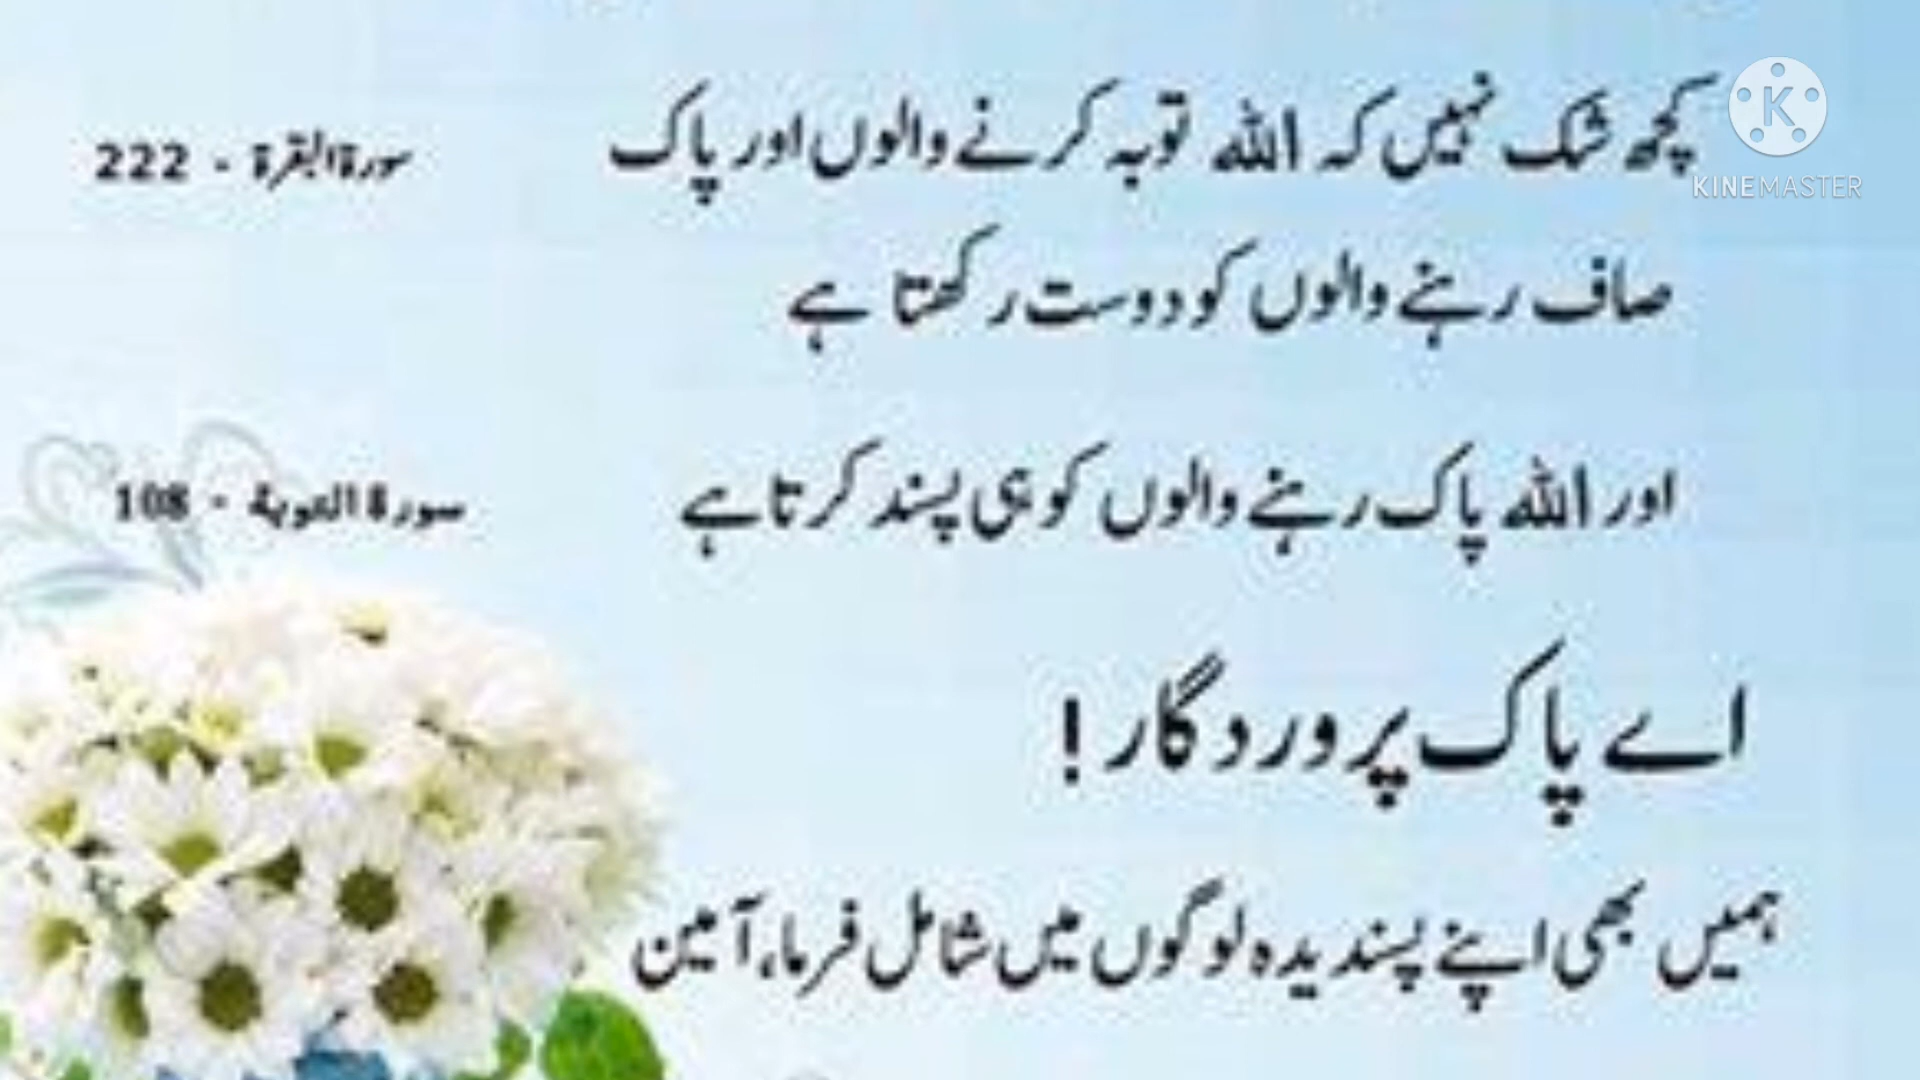 کچھ شک نہیں کہ اللہ توبہ کرنے والوں اور پاک
سورۃ البقرۃ - 222
صاف رہنے والوں کو دوست رکھتا ہے
اور اللہ پاک رہنے والوں کو ہی پسند کرتا ہے
سورة التوبة - 108
اے پاک پروردگار !
ہمیں بھی اپنے پسندیدہ لوگوں میں شامل فرما، آمین
K
KINEMASTER